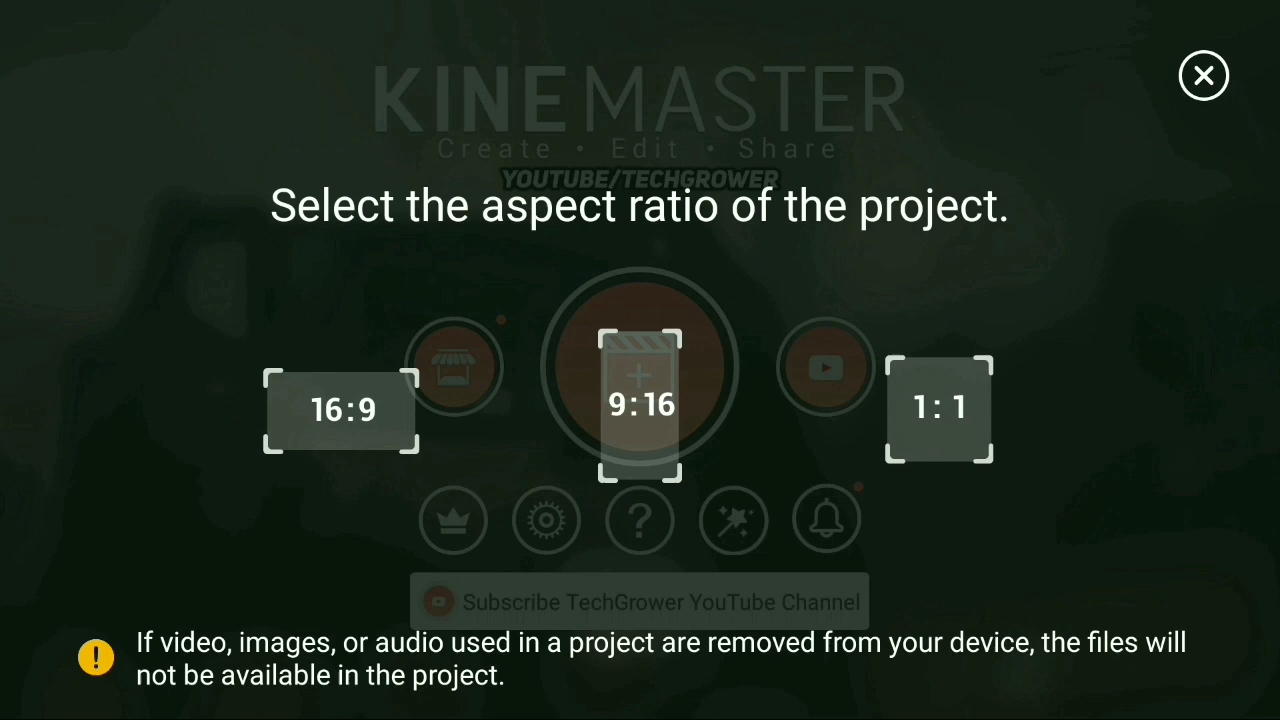 KINEMASTER
Create • Edit • Share
YOUTUBE/TECHGROWER
Select the aspect ratio of the project.
16:9
9:16
1:1
?
Subscribe TechGrower YouTube Channel
! If video, images, or audio used in a project are removed from your device, the files will
not be available in the project.